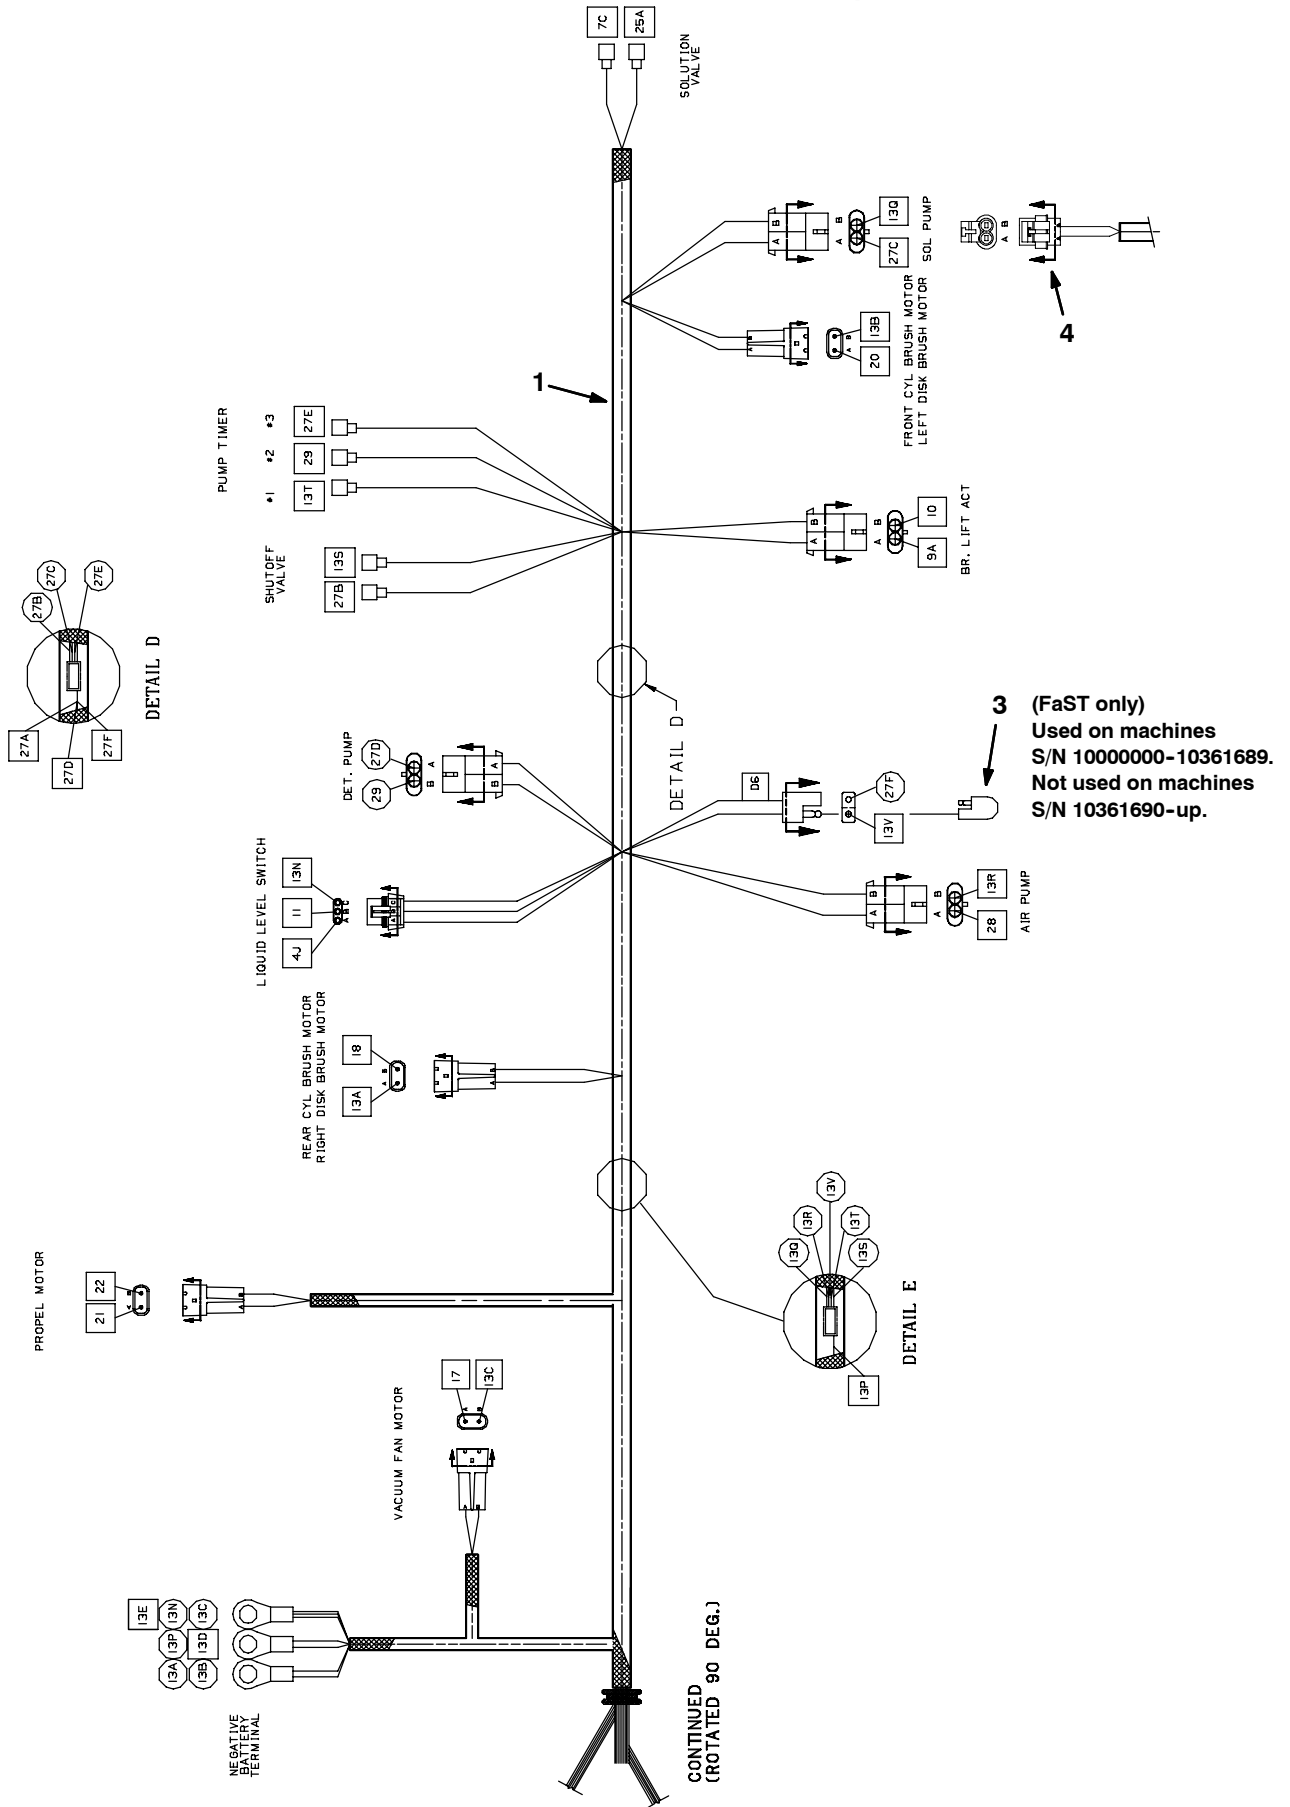 7C
25A
SOLUTION
VALVE
B
A
B
A
13Q
27C
SOL PUMP
B
A
4
B
A
B
A
13B
20
FRONT CYL BRUSH MOTOR
LEFT DISK BRUSH MOTOR
1
PUMP TIMER
#1
#2
#3
27E
29
13T
SHUTOFF
VALVE
13S
27B
B
A
B
A
10
9A
BR. LIFT ACT
27B
27C
27E
27A
27D
27F
DETAIL D
DETAIL D
DET. PUMP
27D
29
A
B
A
B
D6
27F
13V
3
(FaST only)
Used on machines
S/N 10000000-10361689.
Not used on machines
S/N 10361690-up.
LIQUID LEVEL SWITCH
13N
11
4J
A B C
A B C
B
A
B
A
13R
28
AIR PUMP
REAR CYL BRUSH MOTOR
RIGHT DISK BRUSH MOTOR
18
13A
B
A
B
A
13Q
13R
13V
13T
13S
13P
DETAIL E
PROPEL MOTOR
22
21
B
A
B
A
VACUUM FAN MOTOR
17
13C
A
B
A
B
13E
13N
13C
13P
13D
13A
13B
NEGATIVE
BATTERY
TERMINAL
CONTINUED
(ROTATED 90 DEG.)